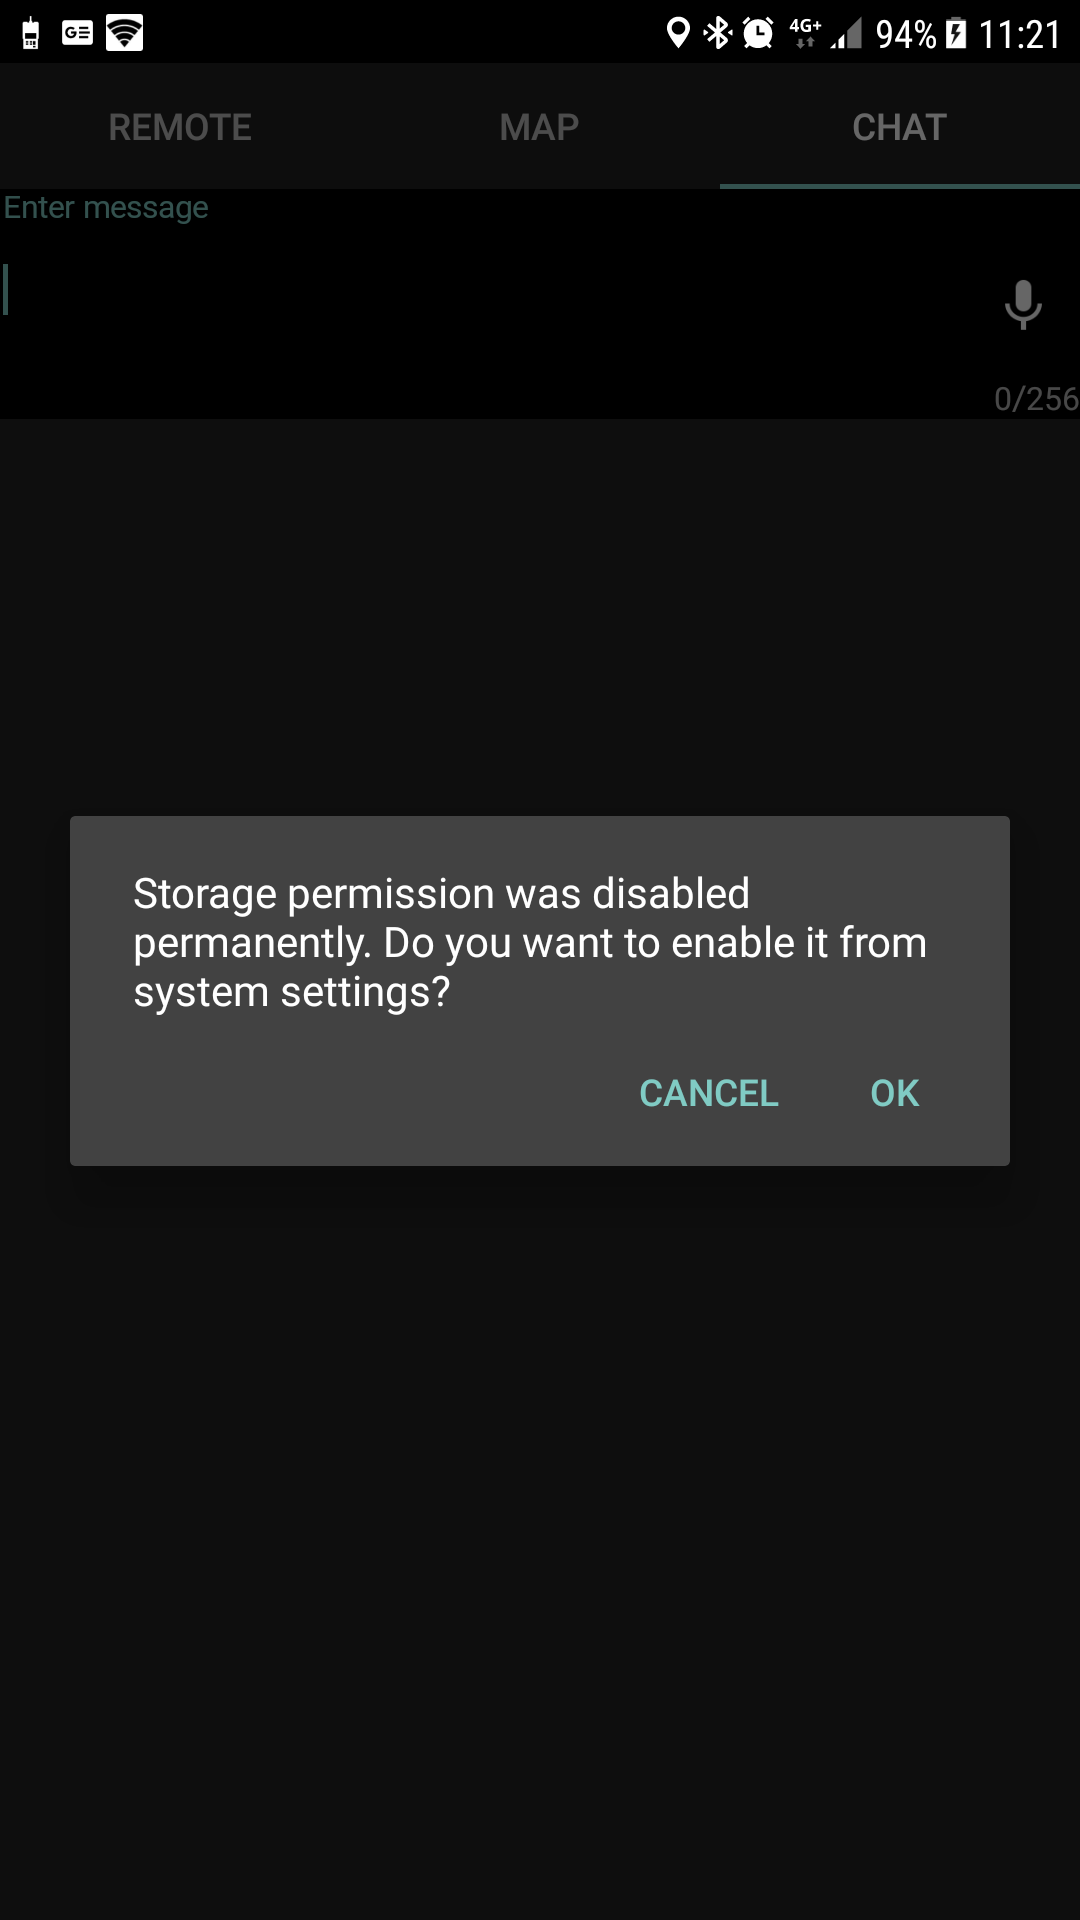 GE 4G+ 94% 11:21
REMOTE MAP CHAT
Enter message
0/256
Storage permission was disabled
permanently. Do you want to enable it from
system settings?
CANCEL OK